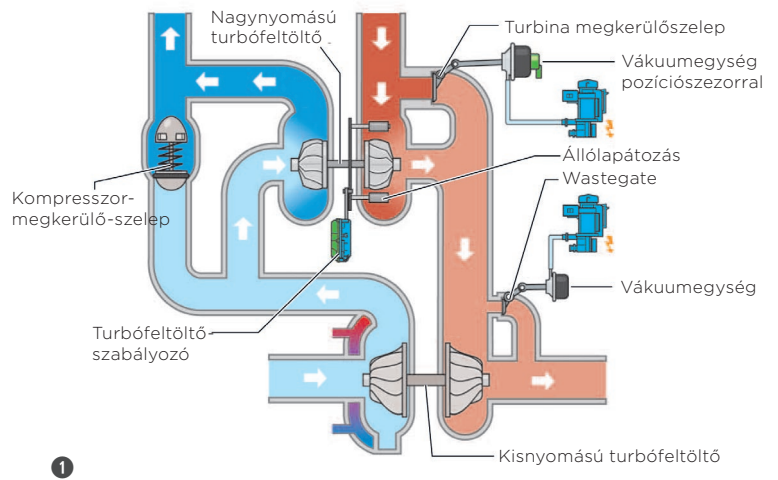 Nagynyomású
turbófeltöltő
Turbina megkerülőszelep
Vákuumegység
pozíciószezorral
Állólapátozás
Wastegate
Kompresszor-
megkerülő-szelep
Vákuumegység
Turbófeltöltő-
szabályozó
Kisnyomású turbófeltöltő
1